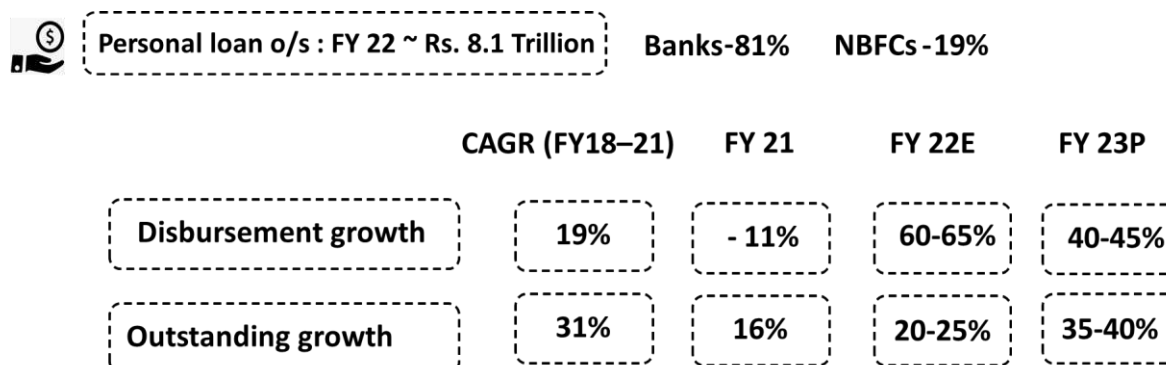 $
Personal loan o/s : FY 22 ~ Rs. 8.1 Trillion Banks-81% NBFCs -19%
CAGR (FY18–21) FY 21 FY 22E FY 23P
Disbursement growth 19% - 11% 60-65% 40-45%
Outstanding growth 31% 16% 20-25% 35-40%